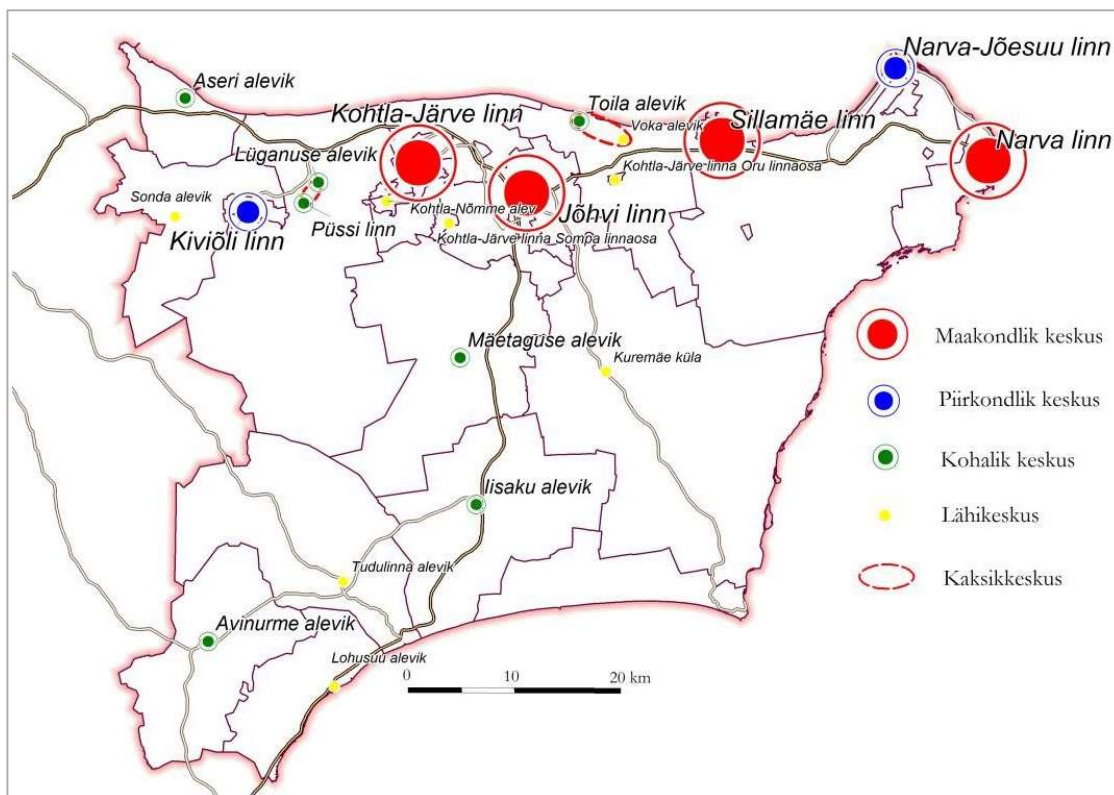 Narva-Jõesuu linn
Aseri alevik
Toila alevik
Kohtla-Järve linn
Sillamäe linn
Voka alevik
Narva linn
Lüganuse alevik
Kohtla-Järve linna Oru linnaosa
Sonda alevik
Kohtla-Nõmme alev
Jõhvi linn
Püssi linn
Kiviõli linn
Kohtla-Järve linna Sompa linnaosa
Mäetaguse alevik
Kuremäe küla
Iisaku alevik
Tudulinna alevik
Avinurme alevik
Lohusuu alevik
0 10 20 km
Maakondlik keskus
Piirkondlik keskus
Kohalik keskus
Lähikeskus
Kaksikkeskus